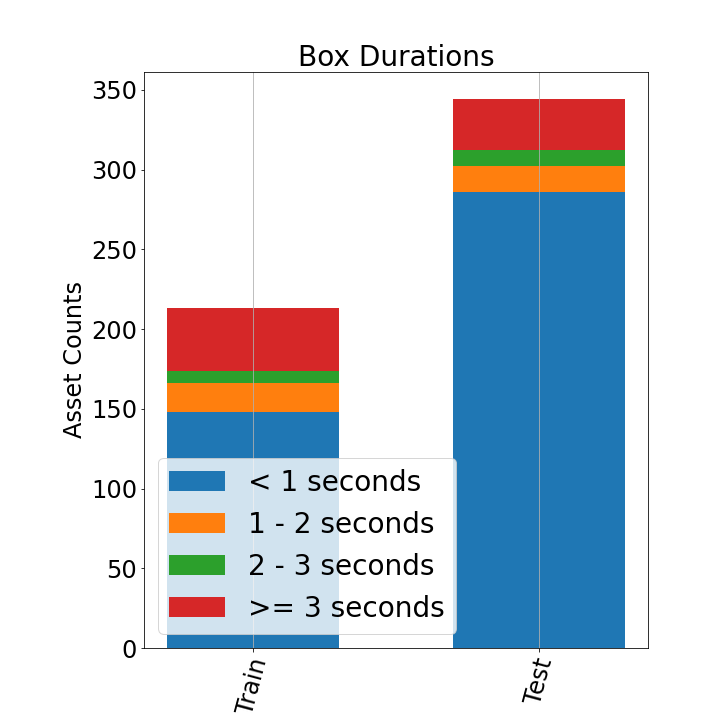 Box Durations
Asset Counts
350
300
250
200
150
100
50
0
< 1 seconds
1 - 2 seconds
2 - 3 seconds
>= 3 seconds
Train
Test